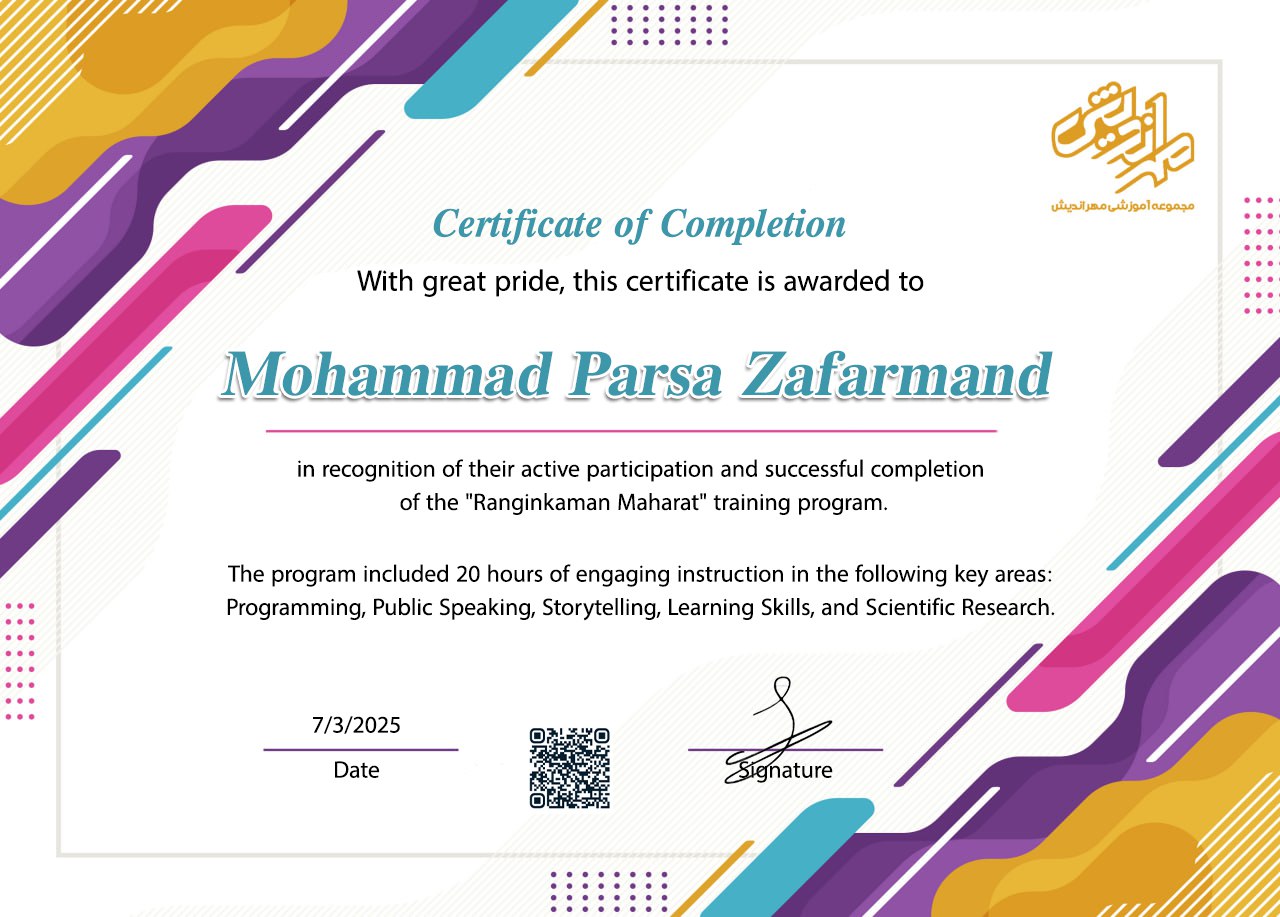 مهراندیش
مجموعه آموزشی مهراندیش
Certificate of Completion
With great pride, this certificate is awarded to
Mohammad Parsa Zafarmand
in recognition of their active participation and successful completion
of the "Ranginkaman Maharat" training program.
The program included 20 hours of engaging instruction in the following key areas:
Programming, Public Speaking, Storytelling, Learning Skills, and Scientific Research.
7/3/2025
Date
Signature